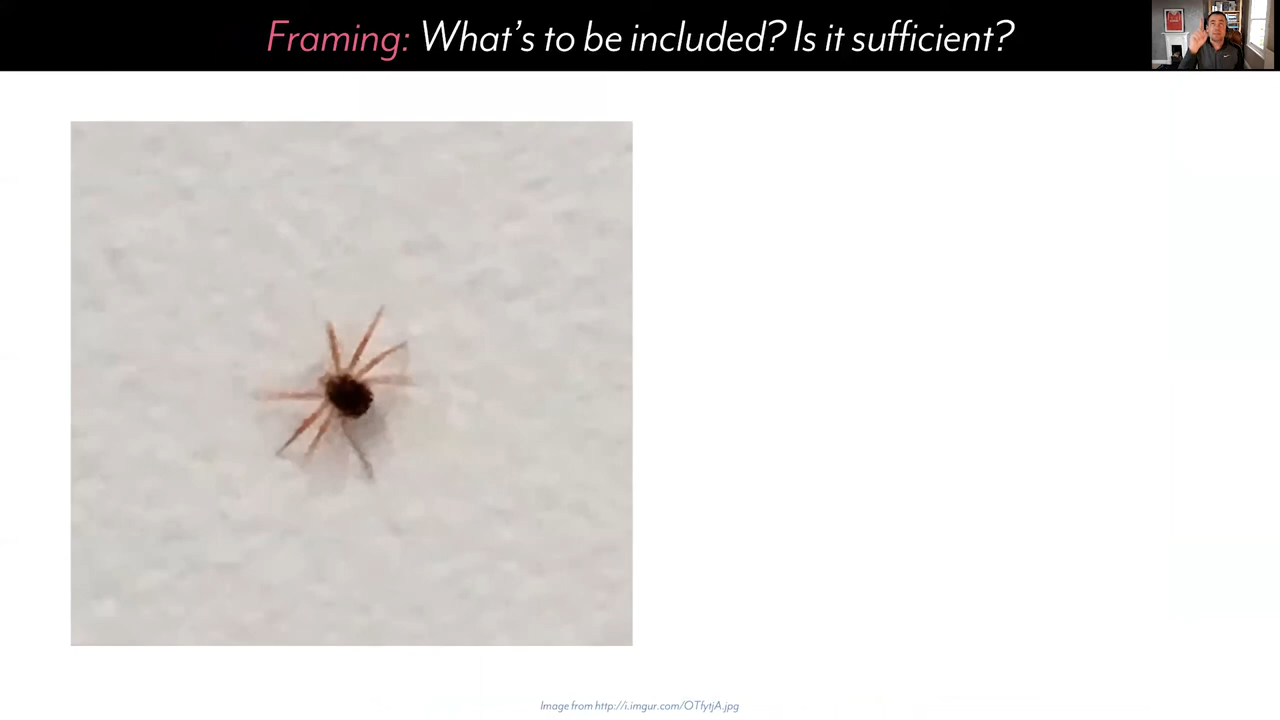 Framing: What's to be included? Is it sufficient?
Image from http://i.imgur.com/OTfytjA.jpg